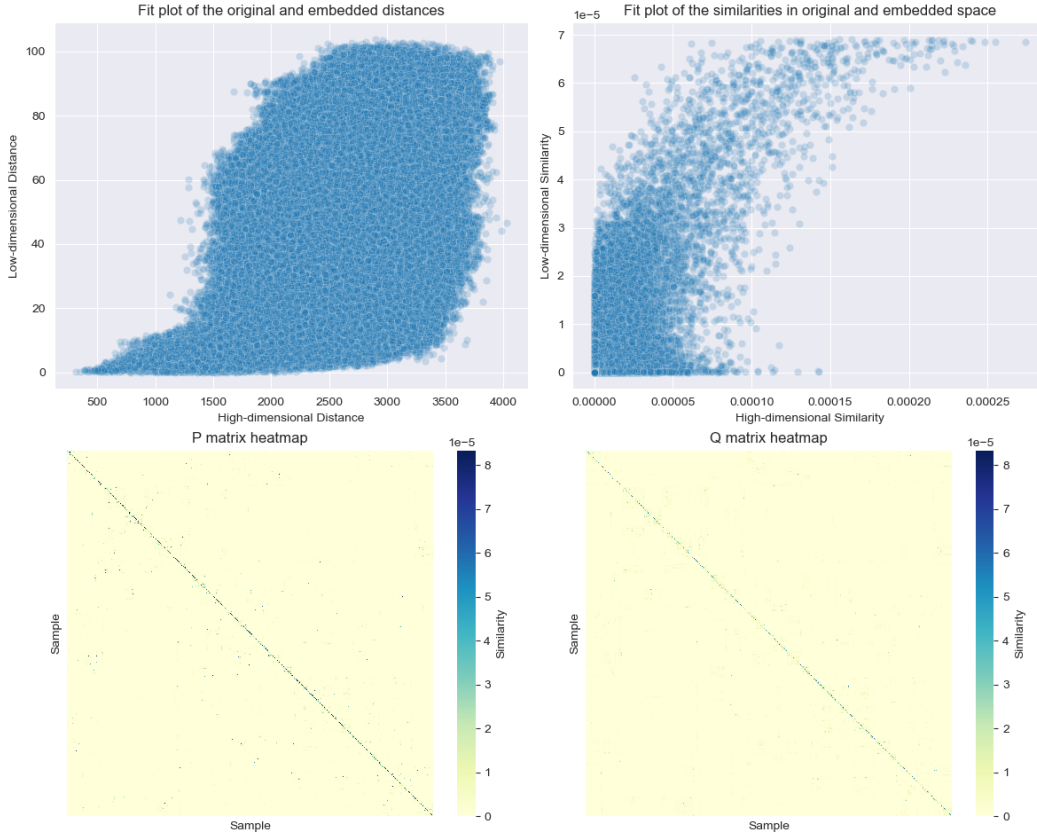 Fit plot of the original and embedded distances
100
80
60
40
20
0
Low-dimensional Distance
500 1000 1500 2000 2500 3000 3500 4000
High-dimensional Distance
Fit plot of the similarities in original and embedded space
1e−5
7
6
5
4
3
2
1
0
Low-dimensional Similarity
0.00000 0.00005 0.00010 0.00015 0.00020 0.00025
High-dimensional Similarity
P matrix heatmap
Sample
Sample
1e−5
8
7
6
5
4
3
2
1
0
Similarity
Q matrix heatmap
Sample
Sample
1e−5
8
7
6
5
4
3
2
1
0
Similarity